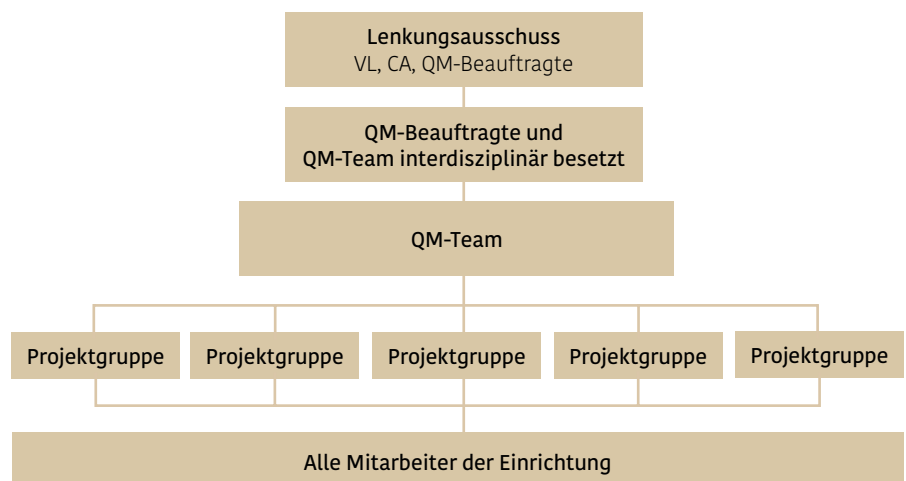 Lenkungsausschuss
VL, CA, QM-Beauftragte
QM-Beauftragte und
QM-Team interdisziplinär besetzt
QM-Team
Projektgruppe
Projektgruppe
Projektgruppe
Projektgruppe
Projektgruppe
Alle Mitarbeiter der Einrichtung